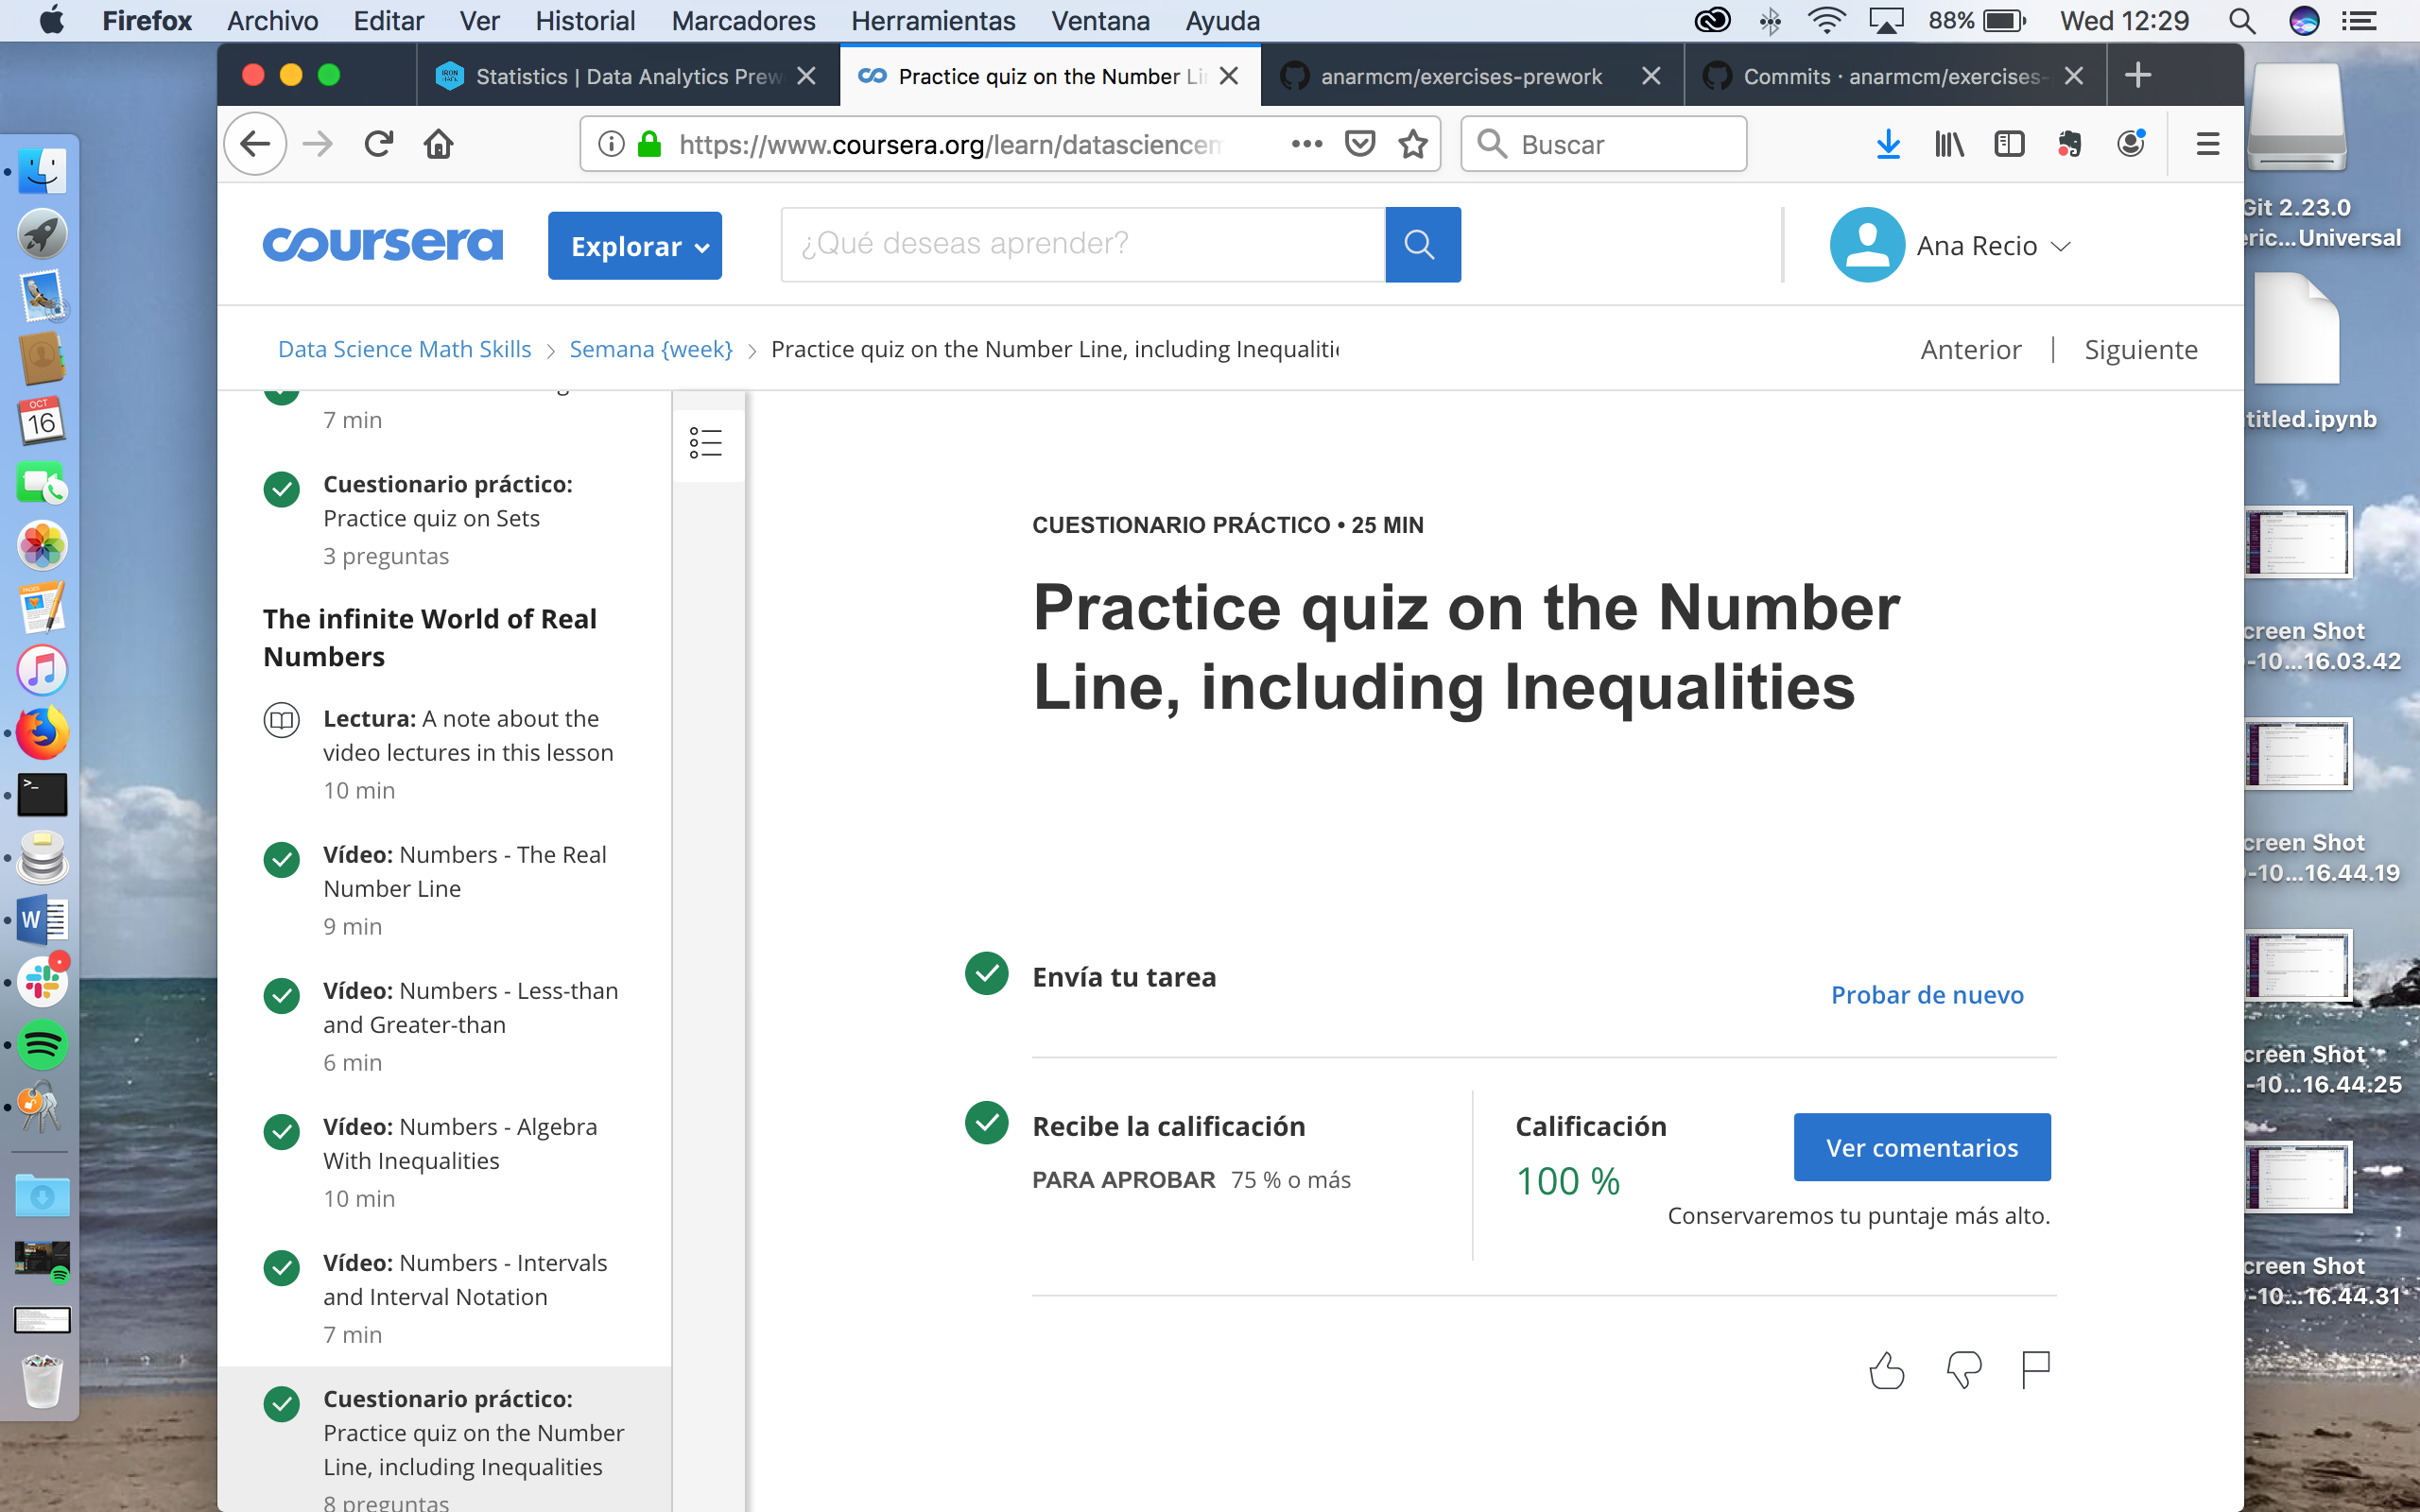 Firefox Archivo Editar Ver Historial Marcadores Herramientas Ventana Ayuda 88% Wed 12:29
Statistics | Data Analytics Prew
Practice quiz on the Number Li
anarmcm/exercises-prework
Commits · anarmcm/exercises-
https://www.coursera.org/learn/datasciencem
Buscar
coursera
Explorar
¿Qué deseas aprender?
Ana Recio
Data Science Math Skills > Semana {week} > Practice quiz on the Number Line, including Inequalitie
Anterior | Siguiente
7 min
Cuestionario práctico:
Practice quiz on Sets
3 preguntas
The infinite World of Real
Numbers
Lectura: A note about the
video lectures in this lesson
10 min
Vídeo: Numbers - The Real
Number Line
9 min
Vídeo: Numbers - Less-than
and Greater-than
6 min
Vídeo: Numbers - Algebra
With Inequalities
10 min
Vídeo: Numbers - Intervals
and Interval Notation
7 min
Cuestionario práctico:
Practice quiz on the Number
Line, including Inequalities
8 preguntas
CUESTIONARIO PRÁCTICO • 25 MIN
Practice quiz on the Number
Line, including Inequalities
Envía tu tarea
Probar de nuevo
Recibe la calificación
PARA APROBAR 75 % o más
Calificación
100 %
Ver comentarios
Conservaremos tu puntaje más alto.
Git 2.23.0
eric...Universal
titled.ipynb
creen Shot
-10...16.03.42
creen Shot
-10...16.44.19
creen Shot
-10...16.44.25
creen Shot
-10...16.44.31
OCT
16
IRON
PAGES
W